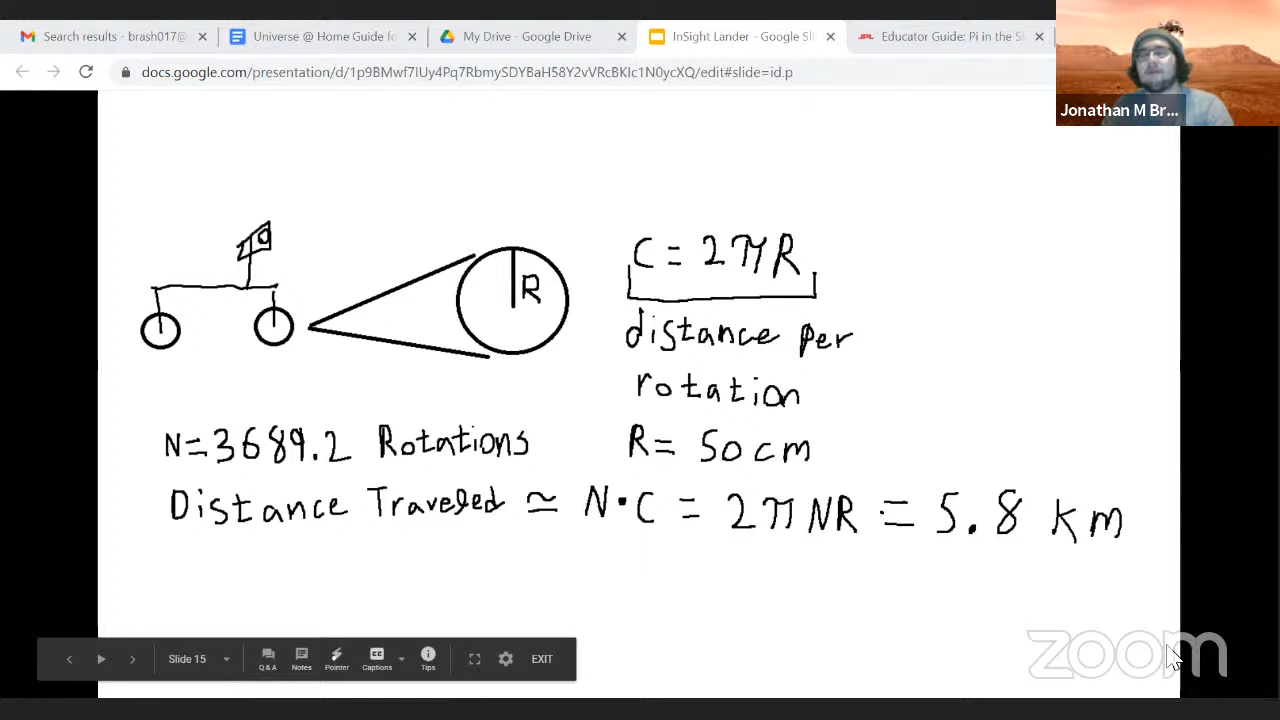 Search results - brash017@
Universe @ Home Guide fo
My Drive - Google Drive
InSight Lander - Google Sli
JPL Educator Guide: Pi in the Sk
docs.google.com/presentation/d/1p9BMwf7IUy4Pq7RbmySDYBaH58Y2vVRcBKIc1N0ycXQ/edit#slide=id.p
Jonathan M Br...
R
C = 2πR
distance per
rotation
N=3689.2 Rotations
R= 50cm
Distance Traveled ≃ N·C = 2πNR = 5.8 km
Slide 15
Q & A
Notes
Pointer
Captions
Tips
EXIT
zoom